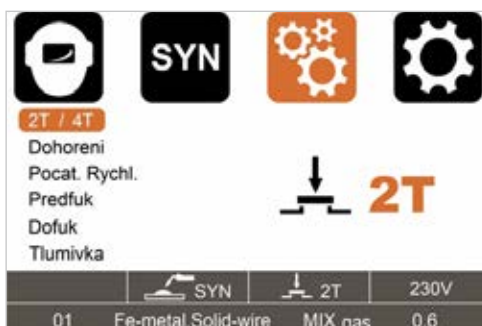 SYN
2T / 4T
Dohoreni
Pocat. Rychl.
Predfuk
Dofuk
Tlumivka
2T
SYN 2T 230V
01 Fe-metal Solid-wire MIX gas 0.6